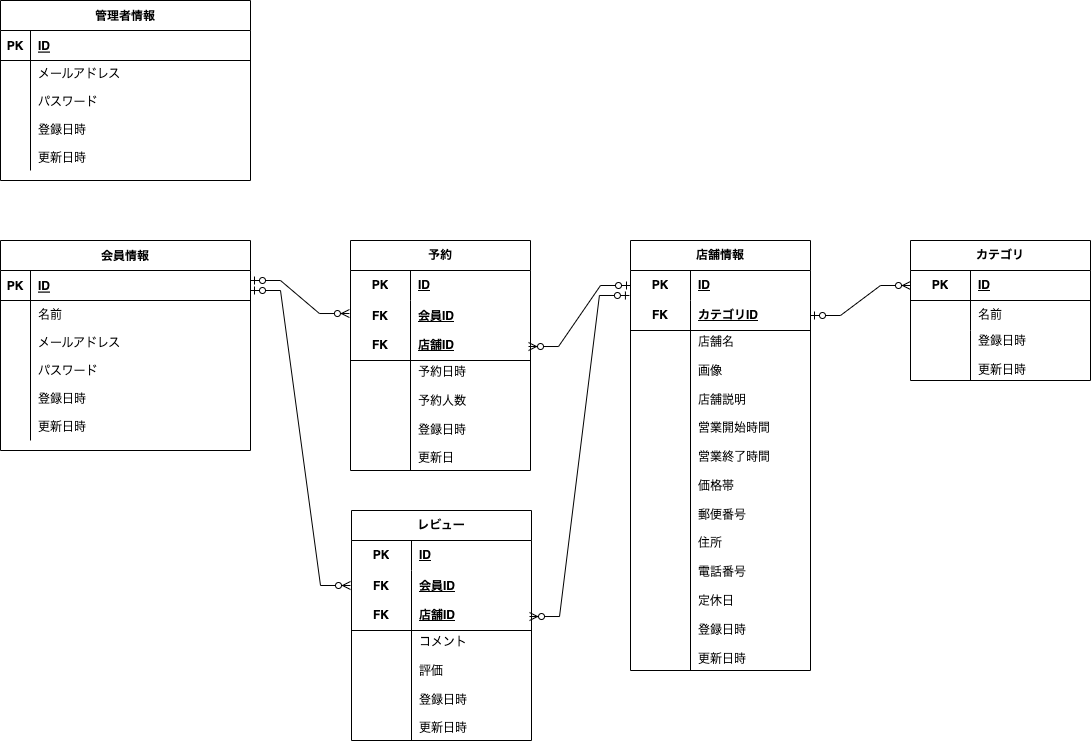 管理者情報
PK ID
メールアドレス
パスワード
登録日時
更新日時
会員情報
PK ID
名前
メールアドレス
パスワード
登録日時
更新日時
予約
PK ID
FK 会員ID
FK 店舗ID
予約日時
予約人数
登録日時
更新日
レビュー
PK ID
FK 会員ID
FK 店舗ID
コメント
評価
登録日時
更新日時
店舗情報
PK ID
FK カテゴリID
店舗名
画像
店舗説明
営業開始時間
営業終了時間
価格帯
郵便番号
住所
電話番号
定休日
登録日時
更新日時
カテゴリ
PK ID
名前
登録日時
更新日時